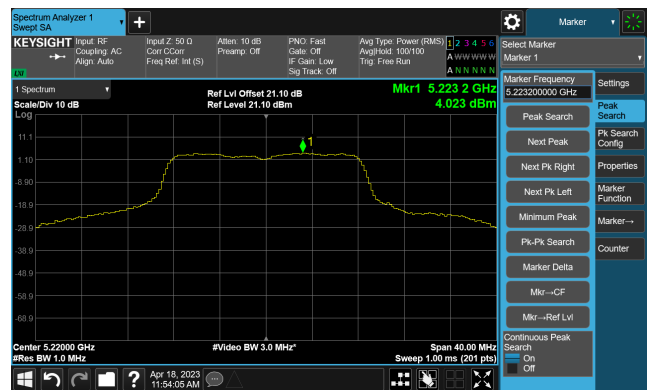 Spectrum Analyzer 1
Swept SA
Marker
KEYSIGHT
Input: RF
Coupling: AC
Align: Auto
Input Z: 50 Ω
Corr CCorr
Freq Ref: Int (S)
Atten: 10 dB
Preamp: Off
PNO: Fast
Gate: Off
IF Gain: Low
Sig Track: Off
Avg Type: Power (RMS)
Avg|Hold: 100/100
Trig: Free Run
1 2 3 4 5 6
A W W W W W
A N N N N N
LXI
Select Marker
Marker 1
1 Spectrum
Scale/Div 10 dB
Log
Ref Lvl Offset 21.10 dB
Ref Level 21.10 dBm
Mkr1 5.223 2 GHz
4.023 dBm
11.1
1.10
-8.90
-18.9
-28.9
-38.9
-48.9
-58.9
-68.9
1
Center 5.22000 GHz
#Res BW 1.0 MHz
#Video BW 3.0 MHz*
Span 40.00 MHz
Sweep 1.00 ms (201 pts)
Marker Frequency
5.223200000 GHz
Peak Search
Next Peak
Next Pk Right
Next Pk Left
Minimum Peak
Pk-Pk Search
Marker Delta
Mkr→CF
Mkr→Ref Lvl
Continuous Peak
Search
On
Off
Settings
Peak
Search
Pk Search
Config
Properties
Marker
Function
Marker→
Counter
Apr 18, 2023
11:54:05 AM